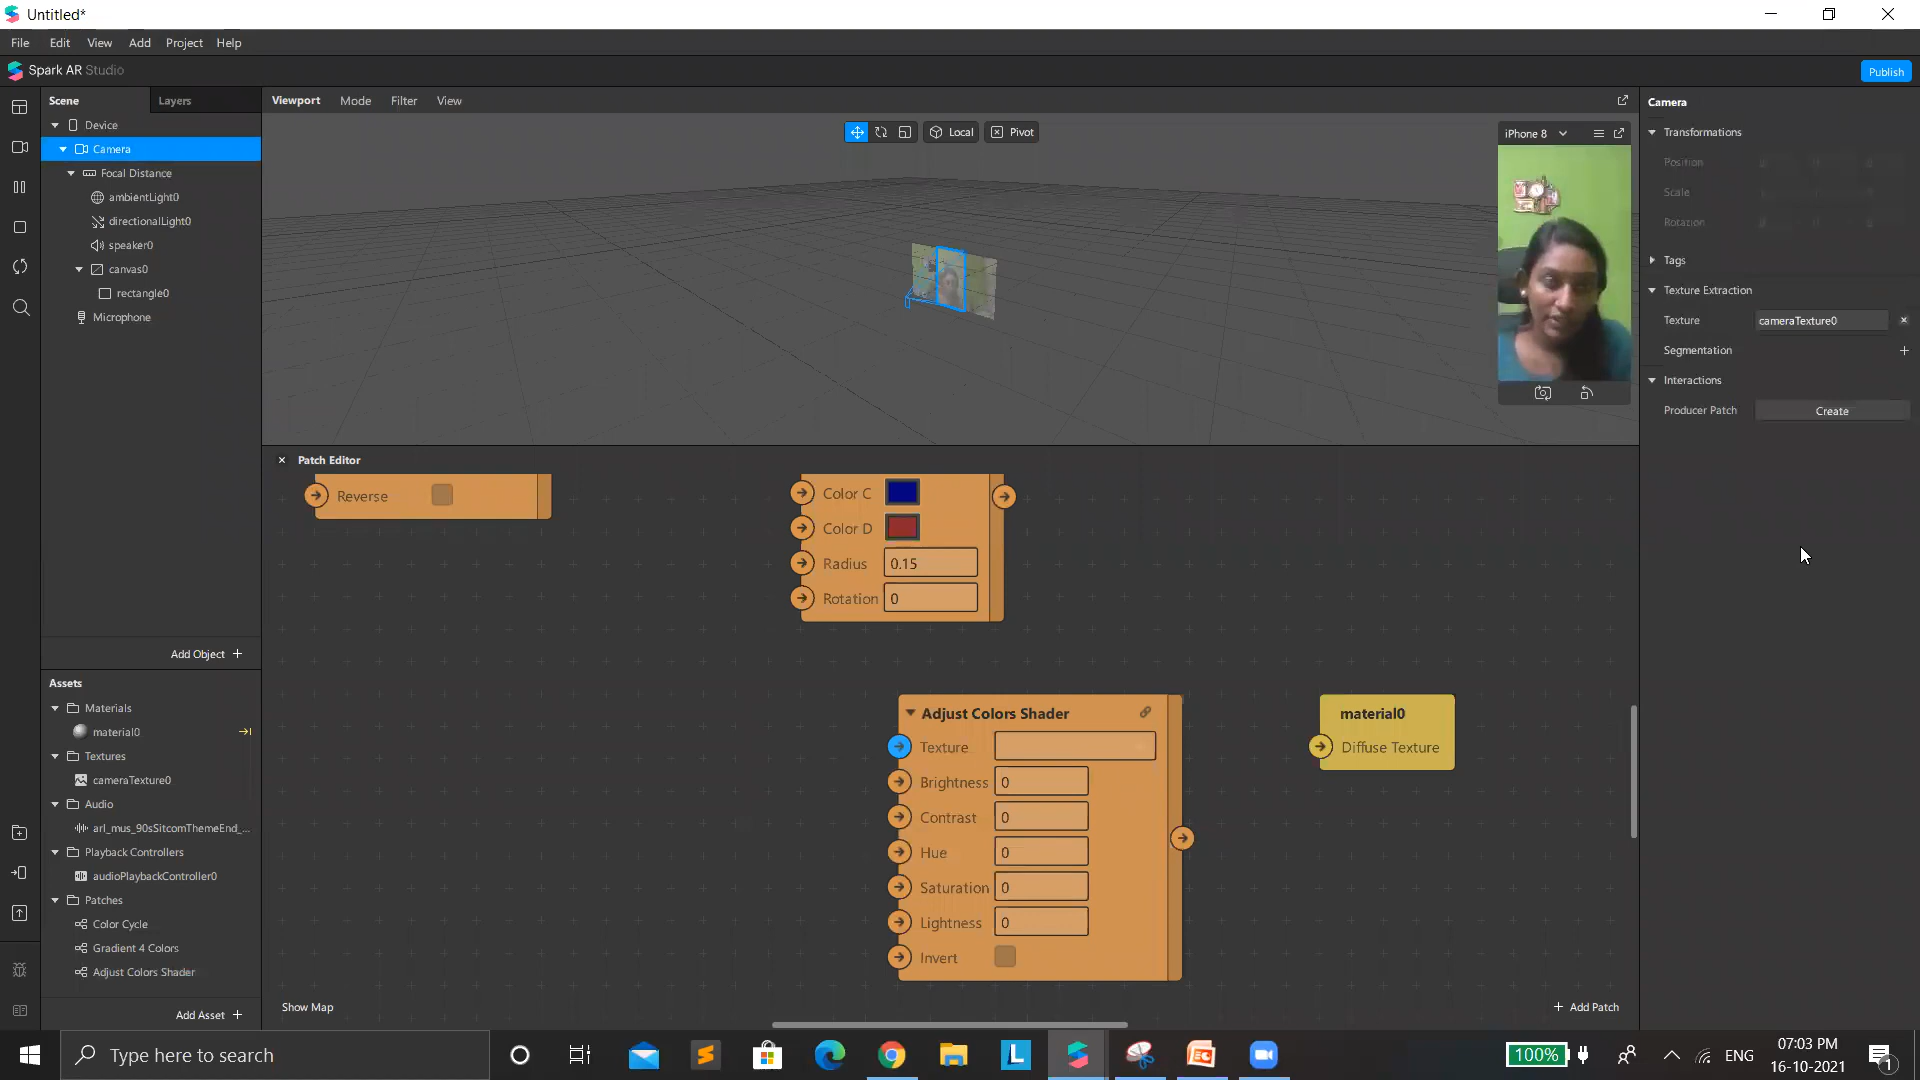 Untitled*
File Edit View Add Project Help
Spark AR Studio
Publish
Scene Layers
Device
Camera
Focal Distance
ambientLight0
directionalLight0
speaker0
canvas0
rectangle0
Microphone
Add Object +
Assets
Materials
material0
Textures
cameraTexture0
Audio
arl_mus_90sSitcomThemeEnd_...
Playback Controllers
audioPlaybackController0
Patches
Color Cycle
Gradient 4 Colors
Adjust Colors Shader
Add Asset +
Viewport Mode Filter View
Local Pivot
iPhone 8
Patch Editor
Reverse
Color C
Color D
Radius 0.15
Rotation 0
Adjust Colors Shader
Texture
Brightness 0
Contrast 0
Hue 0
Saturation 0
Lightness 0
Invert
material0
Diffuse Texture
Show Map
+ Add Patch
Camera
Transformations
Position
Scale
Rotation
Tags
Texture Extraction
Texture cameraTexture0
Segmentation +
Interactions
Producer Patch Create
Type here to search
100%
ENG
07:03 PM
16-10-2021
1